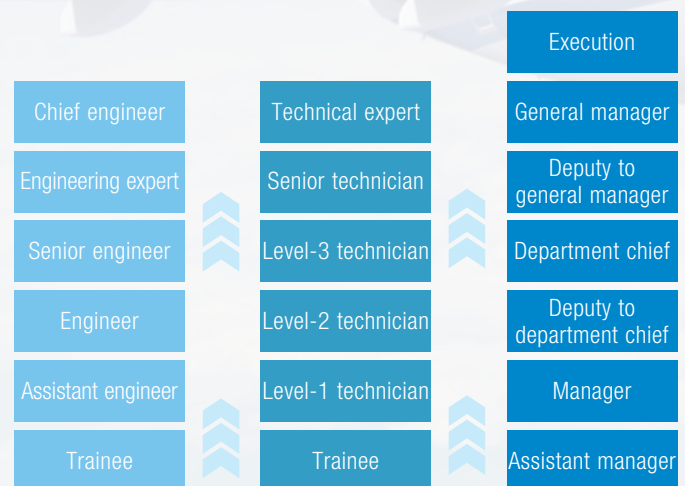 Execution
Chief engineer
Technical expert
General manager
Engineering expert
Senior technician
Deputy to
general manager
Senior engineer
Level-3 technician
Department chief
Engineer
Level-2 technician
Deputy to
department chief
Assistant engineer
Level-1 technician
Manager
Trainee
Trainee
Assistant manager